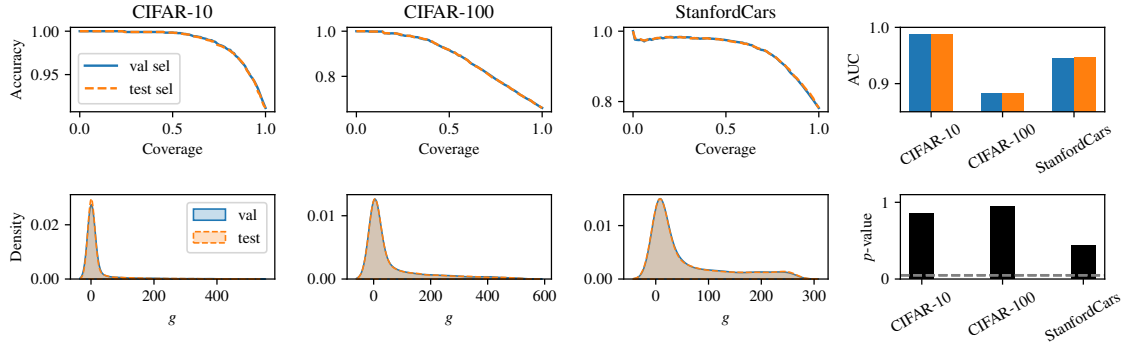 CIFAR-10
CIFAR-100
StanfordCars
Accuracy
1.00
0.95
val sel
test sel
0.0
0.5
1.0
Coverage
1.0
0.8
0.0
0.5
1.0
Coverage
1.0
0.8
0.0
0.5
1.0
Coverage
AUC
1.0
0.9
CIFAR-10
CIFAR-100
StanfordCars
Density
0.02
0.00
val
test
0
200
400
g
0.01
0.00
0
200
400
600
g
0.01
0.00
0
100
200
300
g
p-value
1
0
CIFAR-10
CIFAR-100
StanfordCars